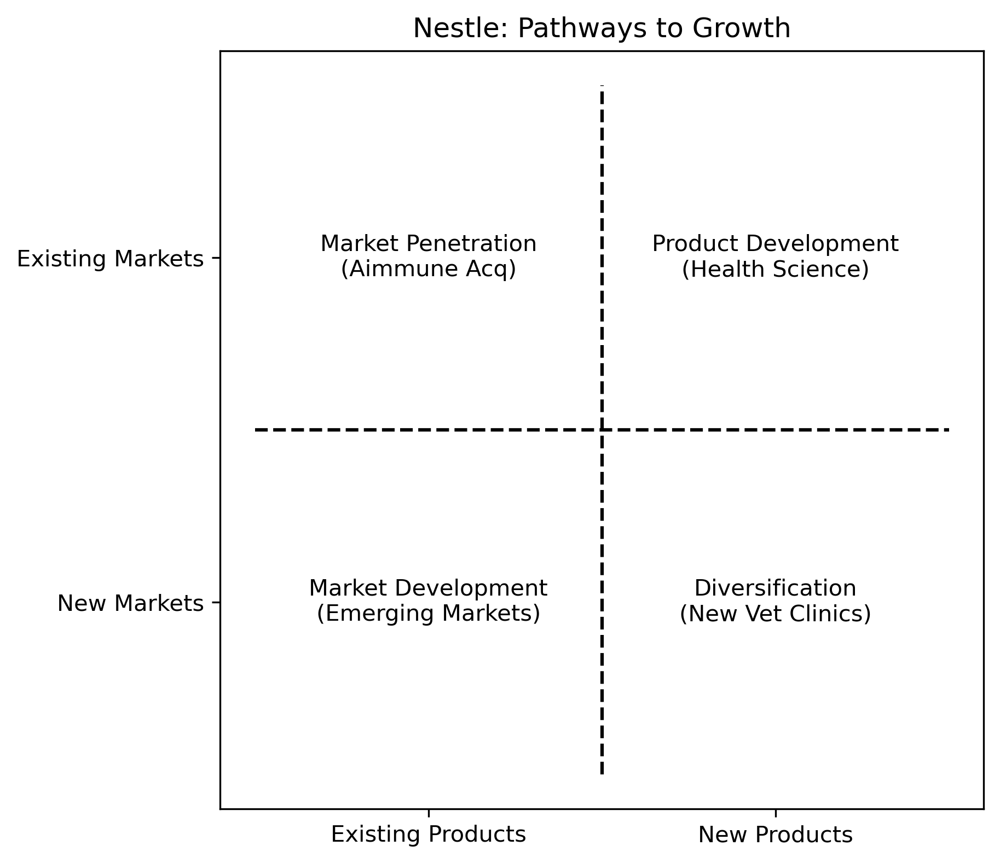 Nestle: Pathways to Growth
Existing Markets
Market Penetration
(Aimmune Acq)
Product Development
(Health Science)
New Markets
Market Development
(Emerging Markets)
Diversification
(New Vet Clinics)
Existing Products
New Products